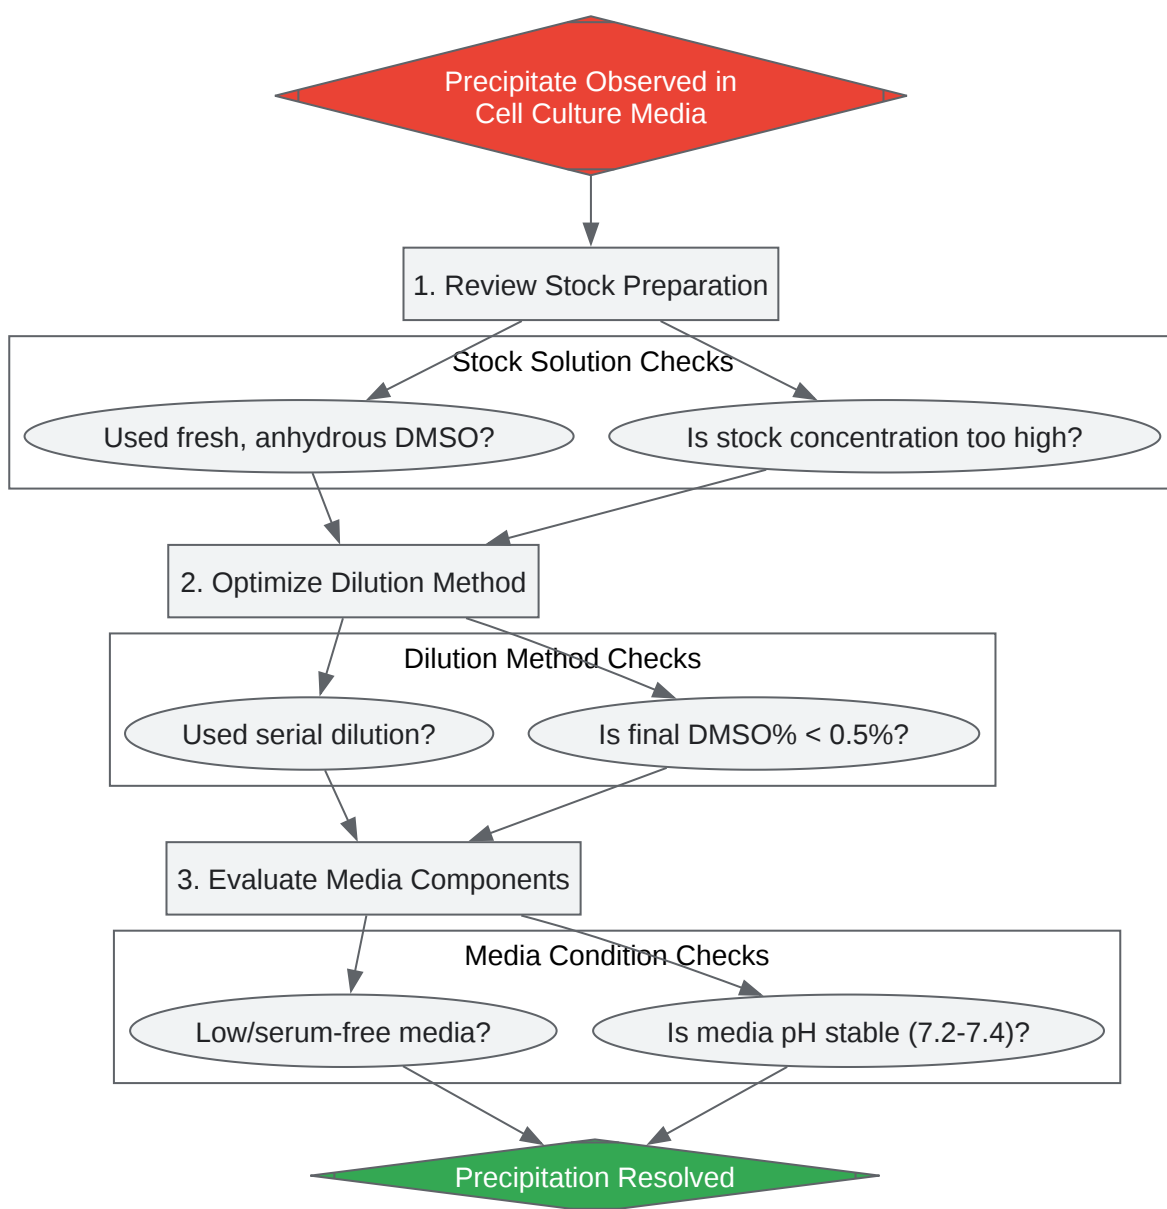 Precipitate Observed in
Cell Culture Media
1. Review Stock Preparation
Stock Solution Checks
Used fresh, anhydrous DMSO?
Is stock concentration too high?
2. Optimize Dilution Method
Dilution Method Checks
Used serial dilution?
Is final DMSO% < 0.5%?
3. Evaluate Media Components
Media Condition Checks
Low/serum-free media?
Is media pH stable (7.2-7.4)?
Precipitation Resolved